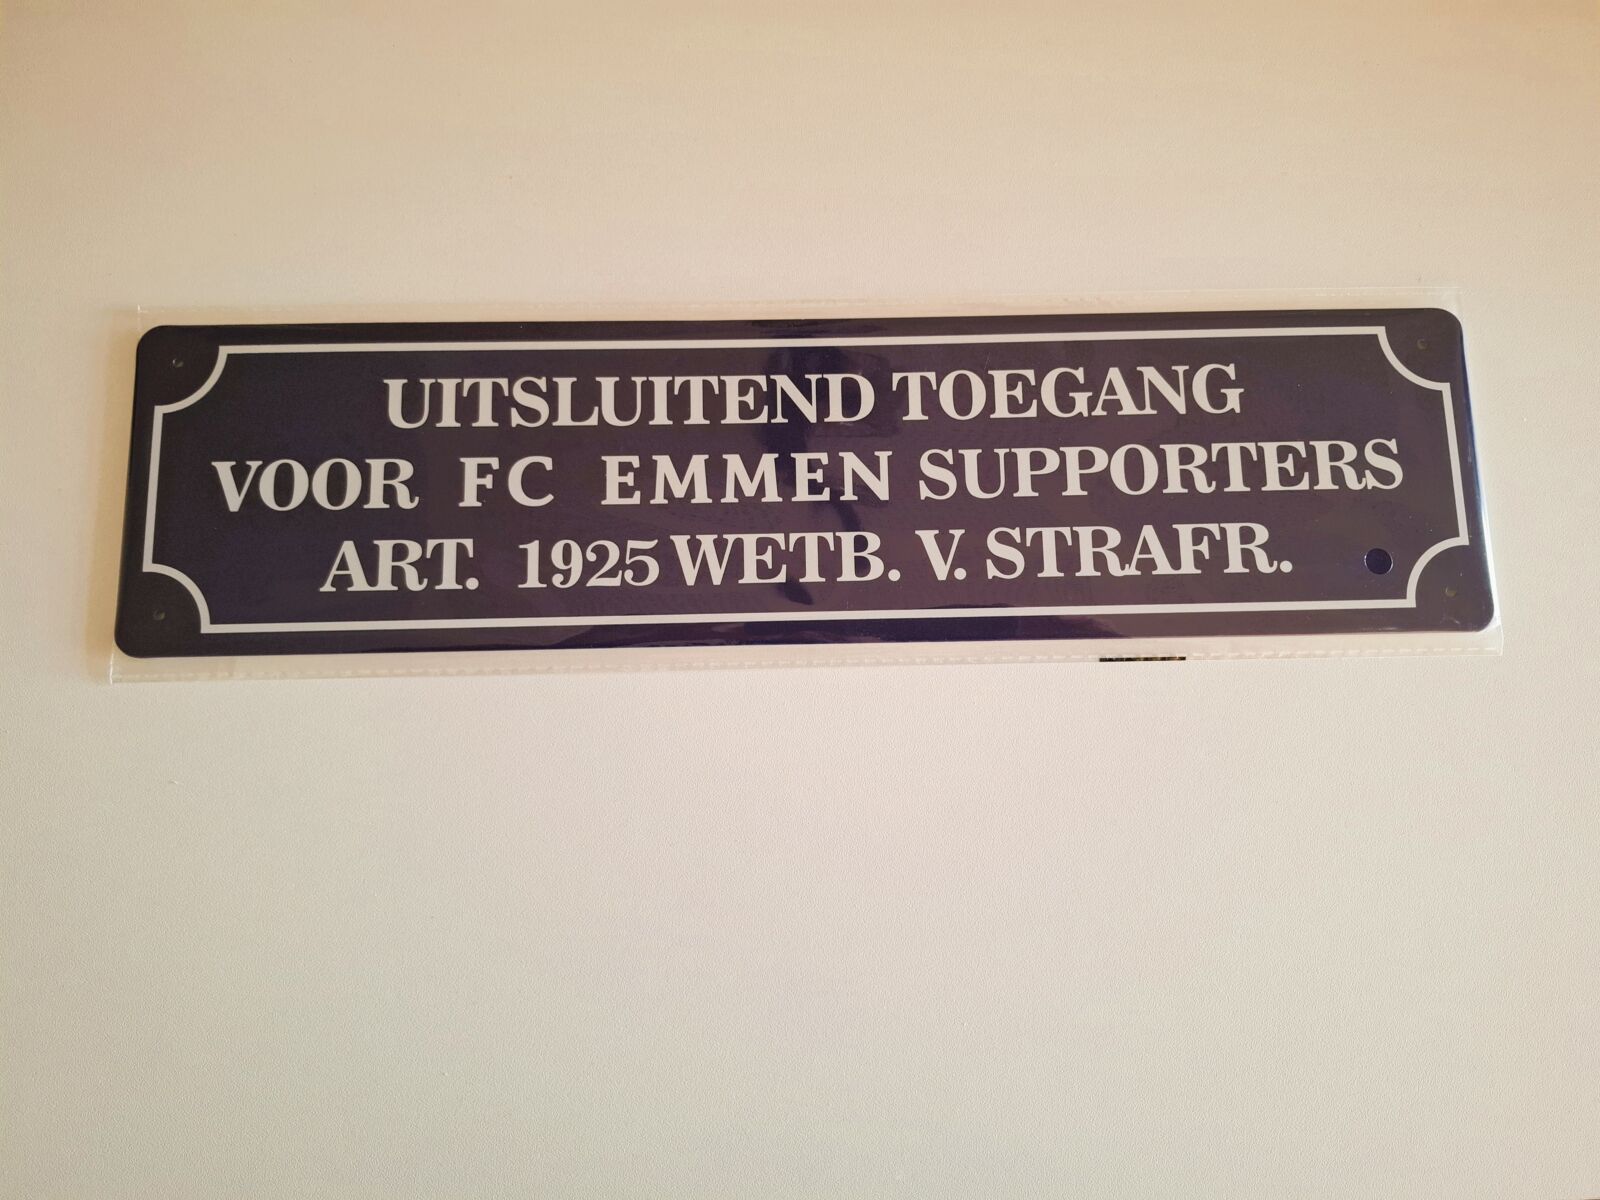 UITSLUITEND TOEGANG
VOOR FC EMMEN SUPPORTERS
ART. 1925 WETB. V. STRAFR.